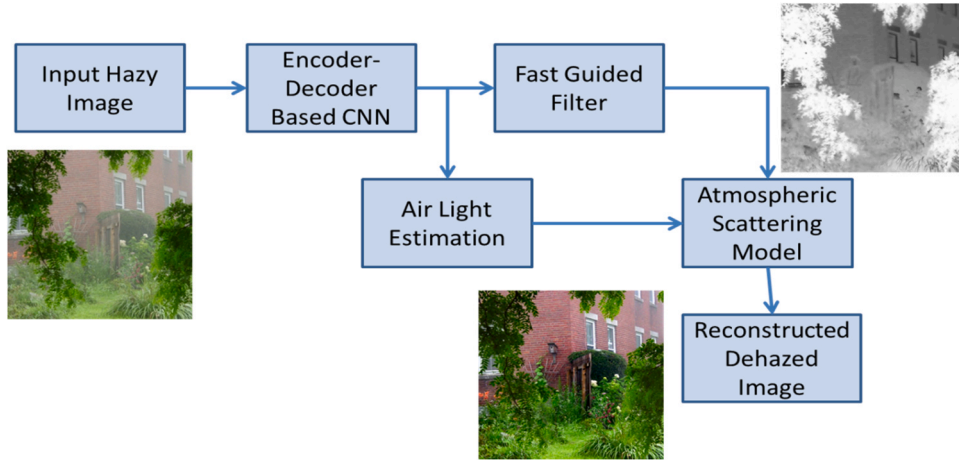 Input Hazy
Image
Encoder-
Decoder
Based CNN
Fast Guided
Filter
Air Light
Estimation
Atmospheric
Scattering
Model
Reconstructed
Dehazed
Image